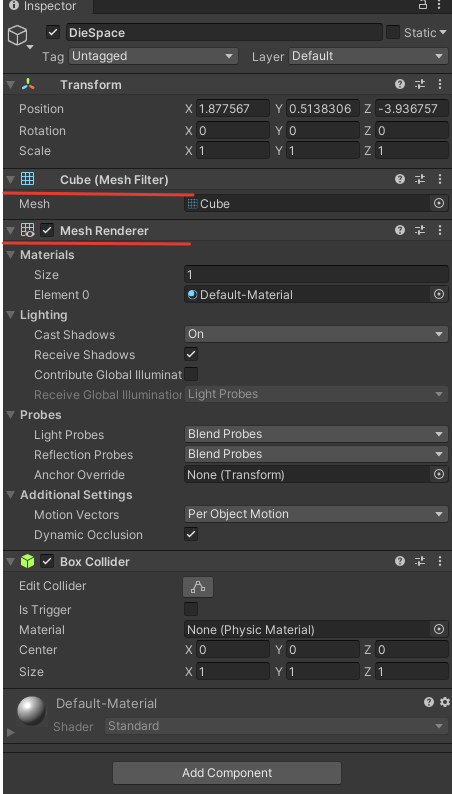 Inspector
DieSpace Static
Tag Untagged Layer Default
Transform
Position X 1.877567 Y 0.5138306 Z -3.936757
Rotation X 0 Y 0 Z 0
Scale X 1 Y 1 Z 1
Cube (Mesh Filter)
Mesh Cube
Mesh Renderer
Materials
Size 1
Element 0 Default-Material
Lighting
Cast Shadows On
Receive Shadows
Contribute Global Illuminat
Receive Global Illumination Light Probes
Probes
Light Probes Blend Probes
Reflection Probes Blend Probes
Anchor Override None (Transform)
Additional Settings
Motion Vectors Per Object Motion
Dynamic Occlusion
Box Collider
Edit Collider
Is Trigger
Material None (Physic Material)
Center X 0 Y 0 Z 0
Size X 1 Y 1 Z 1
Default-Material
Shader Standard
Add Component